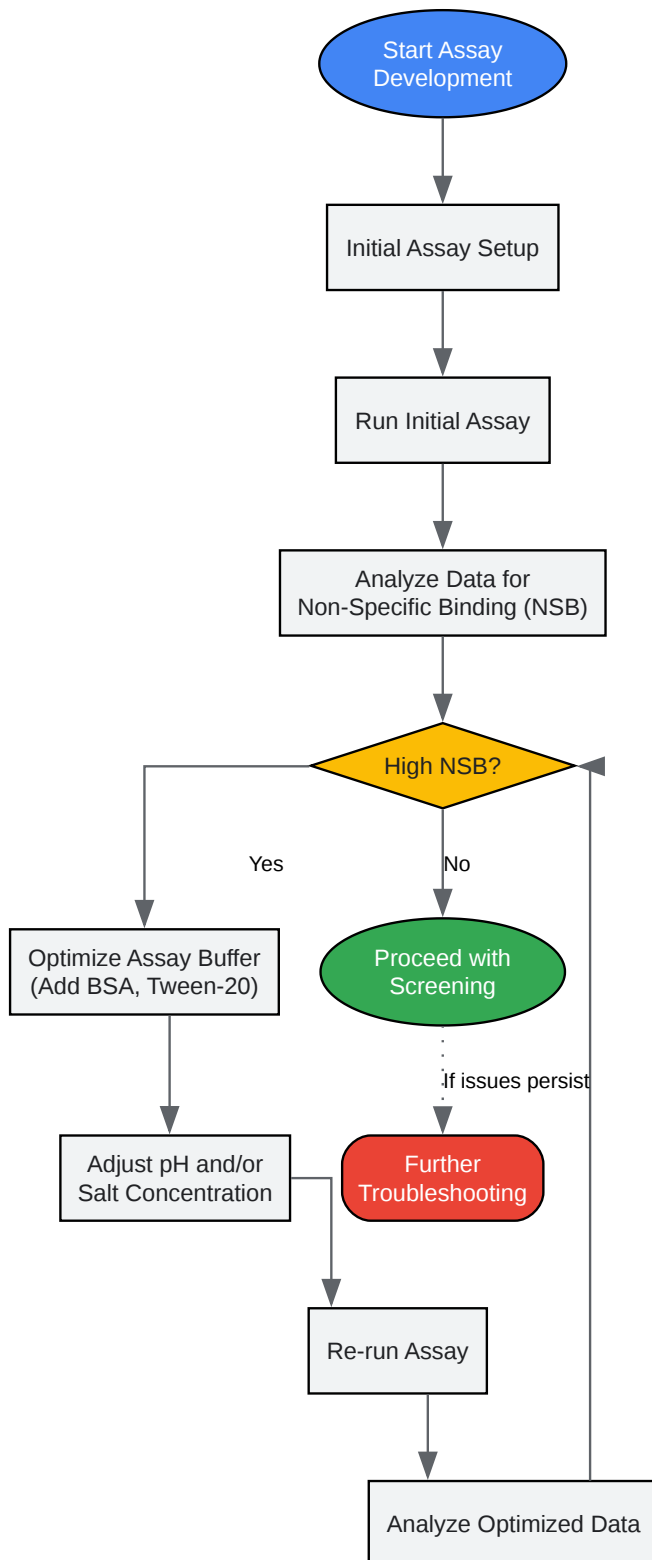 Start Assay
Development
Initial Assay Setup
Run Initial Assay
Analyze Data for
Non-Specific Binding (NSB)
High NSB?
Yes
No
Optimize Assay Buffer
(Add BSA, Tween-20)
Proceed with
Screening
If issues persist
Adjust pH and/or
Salt Concentration
Further
Troubleshooting
Re-run Assay
Analyze Optimized Data